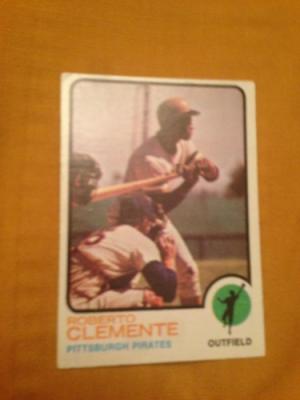 ROBERTO
CLEMENTE
PITTSBURGH PIRATES
OUTFIELD